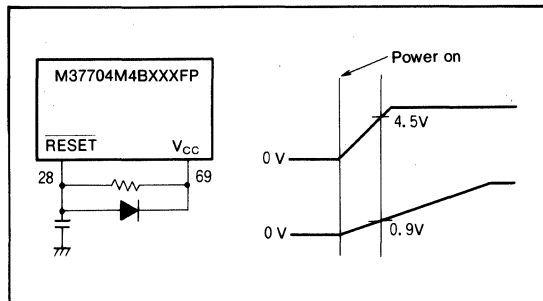 M37704M4BXXXFP
RESET
VCC
28
69
Power on
4.5V
0 V
0 V
0.9V